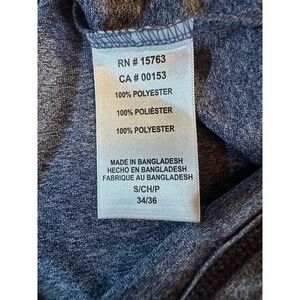 RN # 15763
CA # 00153
100% POLYESTER
100% POLIÉSTER
100% POLYESTER
MADE IN BANGLADESH
HECHO EN BANGLADESH
FABRIQUE AU BANGLADESH
S/CH/P
34/36